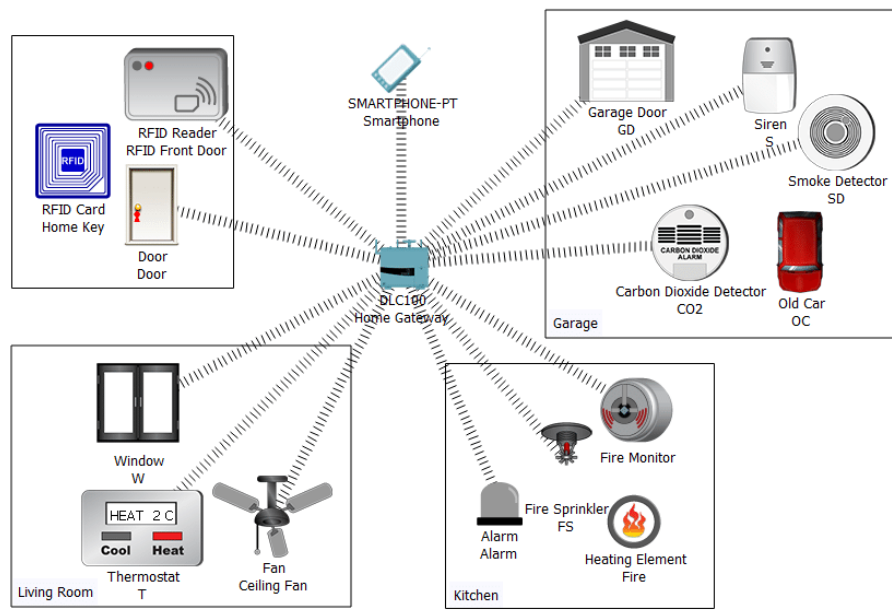 RFID Reader
RFID Front Door
RFID
RFID Card
Home Key
Door
Door
SMARTPHONE-PT
Smartphone
Garage Door
GD
Siren
S
Smoke Detector
SD
CARBON DIOXIDE
ALARM
Carbon Dioxide Detector
CO2
Old Car
OC
Garage
DLC100
Home Gateway
Window
W
HEAT 2 C
Cool Heat
Thermostat
T
Fan
Ceiling Fan
Living Room
Fire Monitor
Fire Sprinkler
FS
Alarm
Alarm
Heating Element
Fire
Kitchen